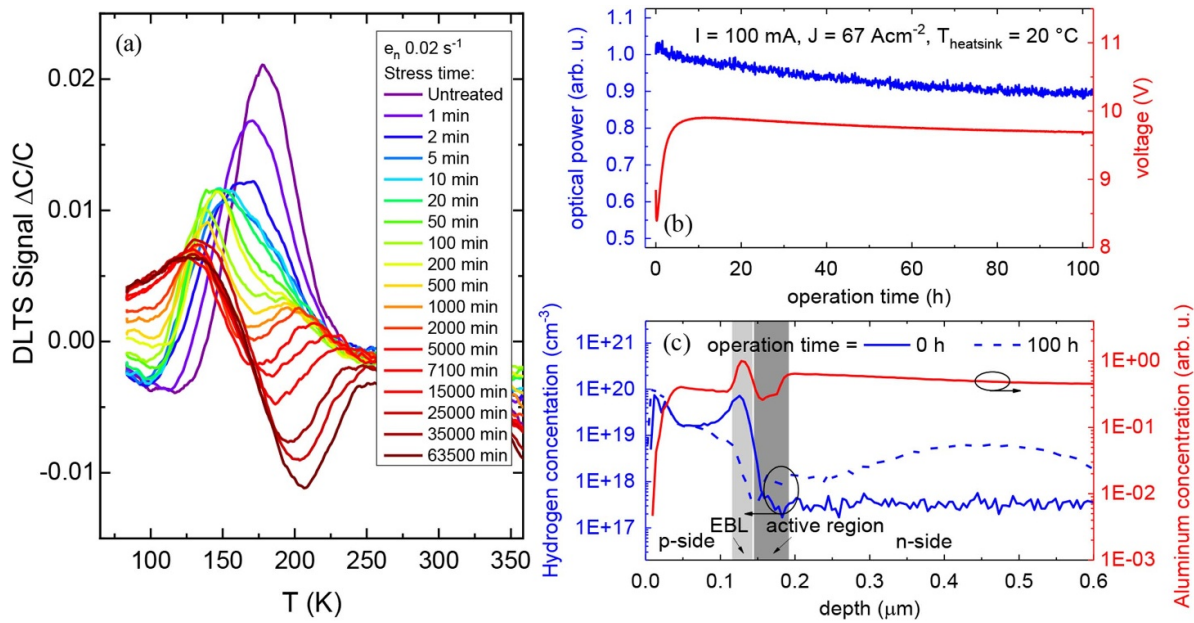 (a)
e_n 0.02 s⁻¹
Stress time:
Untreated
1 min
2 min
5 min
10 min
20 min
50 min
100 min
200 min
500 min
1000 min
2000 min
5000 min
7100 min
15000 min
25000 min
35000 min
63500 min
DLTS Signal ΔC/C
0.02
0.01
0.00
-0.01
100 150 200 250 300 350
T (K)
(b)
I = 100 mA, J = 67 Acm⁻², T_heatsink = 20 °C
optical power (arb. u.)
1.1
1.0
0.9
0.8
0.7
0.6
0.5
voltage (V)
11
10
9
8
0 20 40 60 80 100
operation time (h)
(c)
operation time = 0 h 100 h
Hydrogen concentation (cm⁻³)
1E+21
1E+20
1E+19
1E+18
1E+17
Aluminum concentration (arb. u.)
1E+00
1E-01
1E-02
1E-03
EBL active region
p-side n-side
0.0 0.1 0.2 0.3 0.4 0.5 0.6
depth (μm)